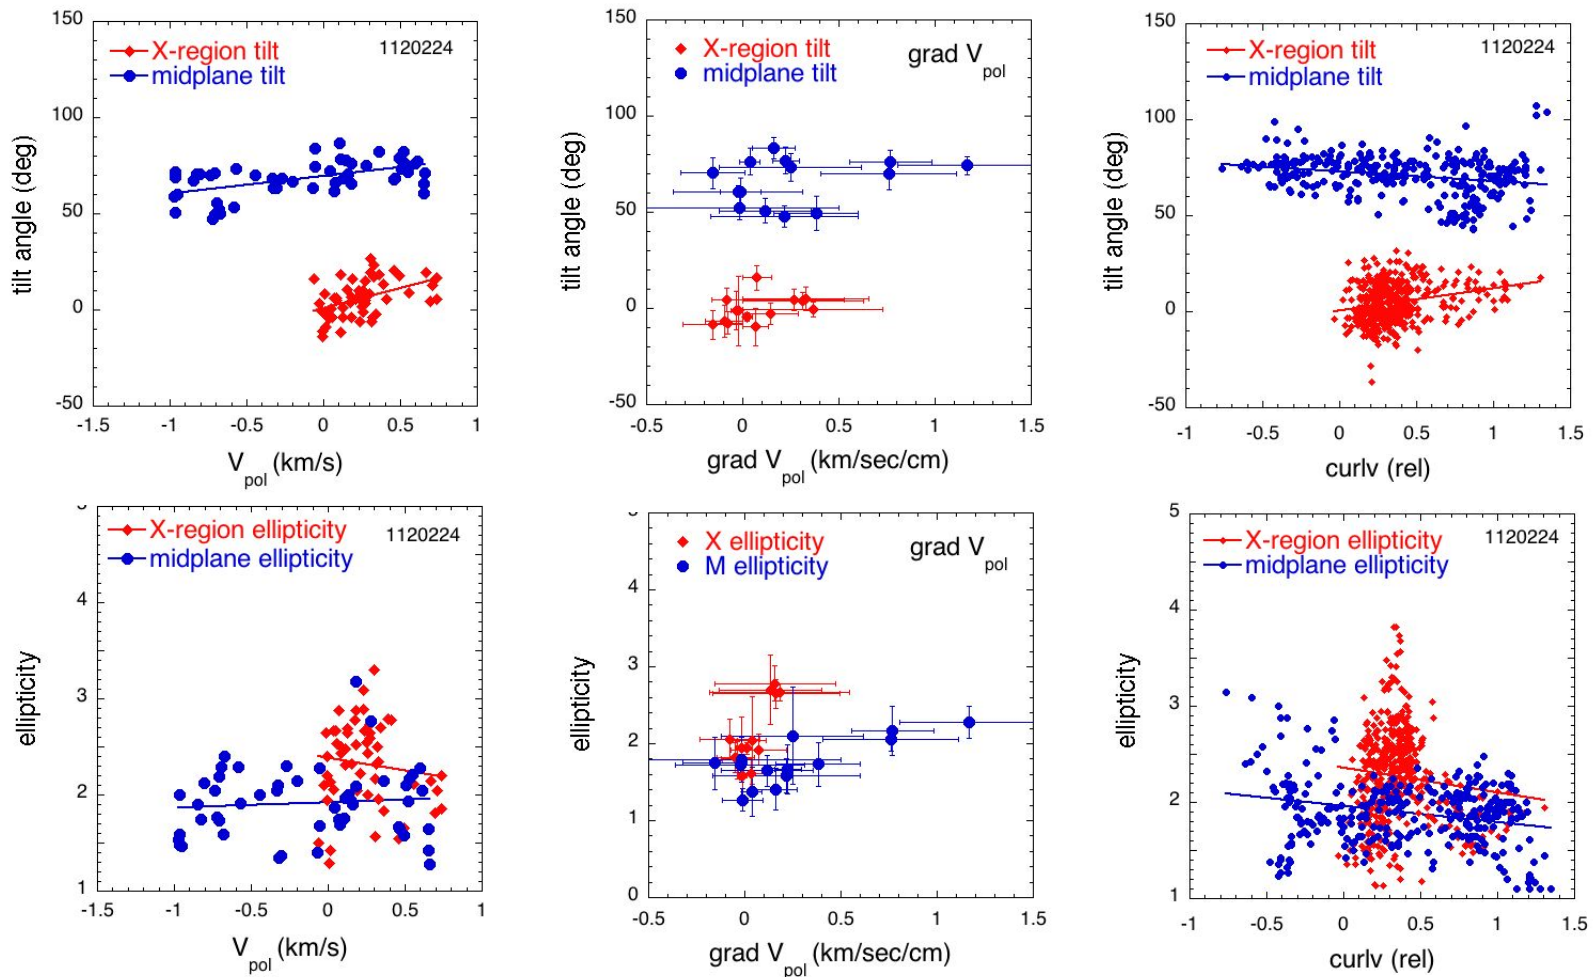 150
100
50
0
-50
X-region tilt
midplane tilt
1120224
tilt angle (deg)
-1.5
-1
-0.5
0
0.5
1
V pol (km/s)
150
100
50
0
-50
X-region tilt
midplane tilt
grad V pol
tilt angle (deg)
-0.5
0
0.5
1
1.5
grad V pol (km/sec/cm)
150
100
50
0
-50
X-region tilt
midplane tilt
1120224
tilt angle (deg)
-1
-0.5
0
0.5
1
1.5
curlv (rel)
5
4
3
2
1
X-region ellipticity
midplane ellipticity
1120224
ellipticity
-1.5
-1
-0.5
0
0.5
1
V pol (km/s)
5
4
3
2
1
0
X ellipticity
M ellipticity
grad V pol
ellipticity
-0.5
0
0.5
1
1.5
grad V pol (km/sec/cm)
5
4
3
2
1
X-region ellipticity
midplane ellipticity
1120224
ellipticity
-1
-0.5
0
0.5
1
1.5
curlv (rel)